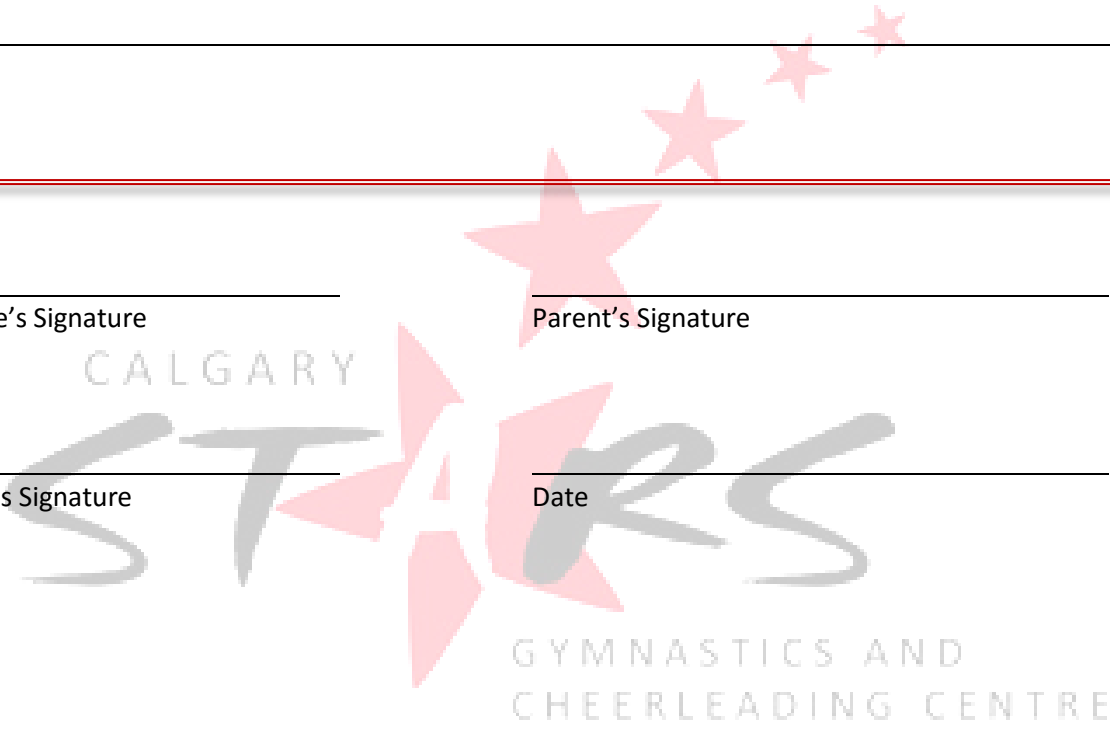 e's Signature Parent's Signature
CALGARY
STARS
s Signature Date
GYMNASTICS AND
CHEERLEADING CENTRE